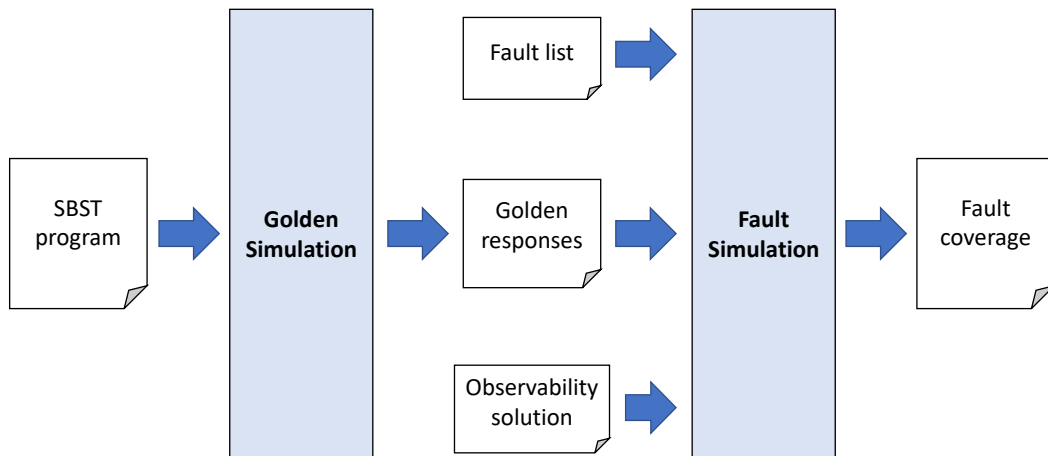 SBST
program
Golden
Simulation
Fault list
Golden
responses
Observability
solution
Fault
Simulation
Fault
coverage